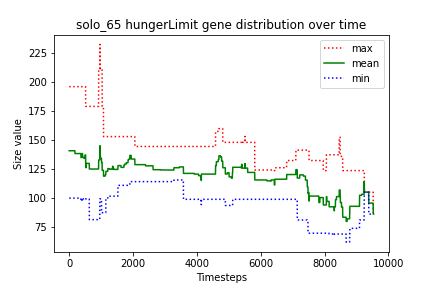 solo_65 hungerLimit gene distribution over time
max
mean
min
Size value
225
200
175
150
125
100
75
0
2000
4000
6000
8000
10000
Timesteps